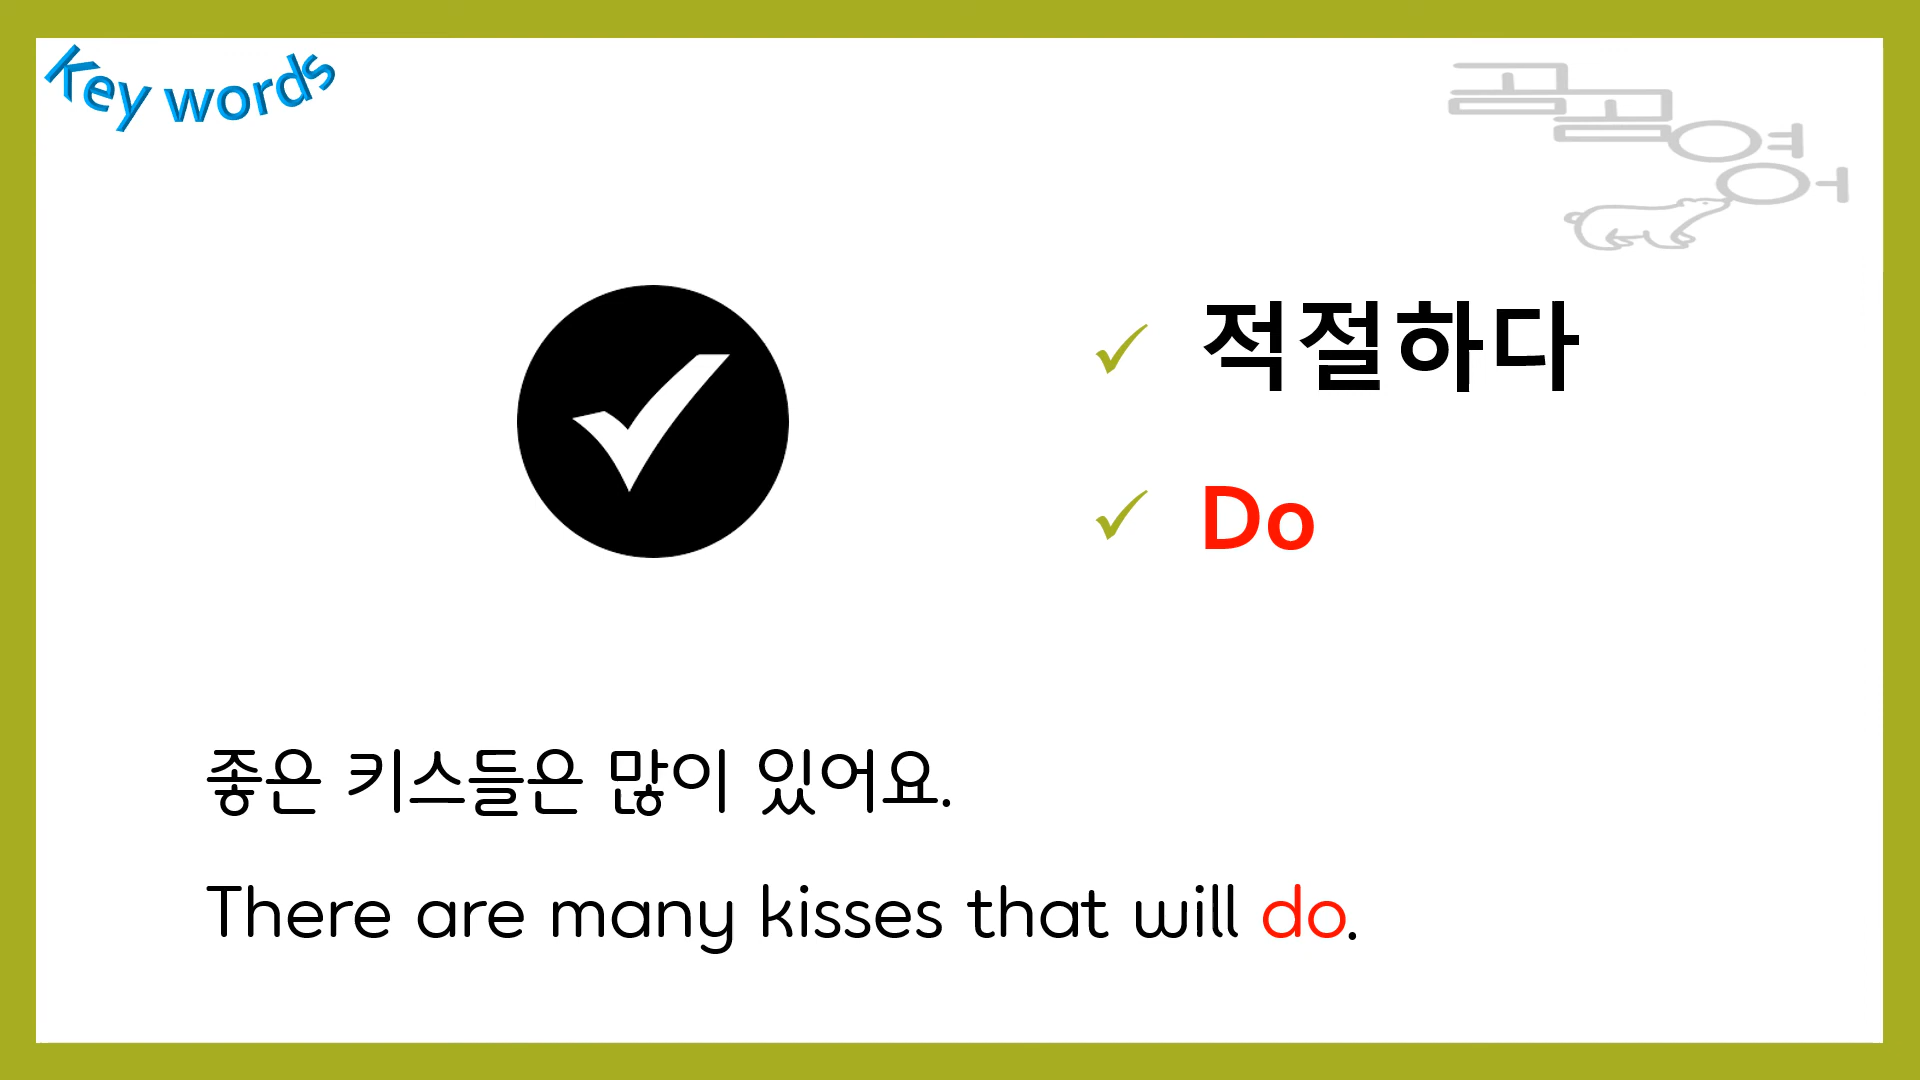 Key words
꼼꼼영어
적절하다
Do
좋은 키스들은 많이 있어요.
There are many kisses that will do.